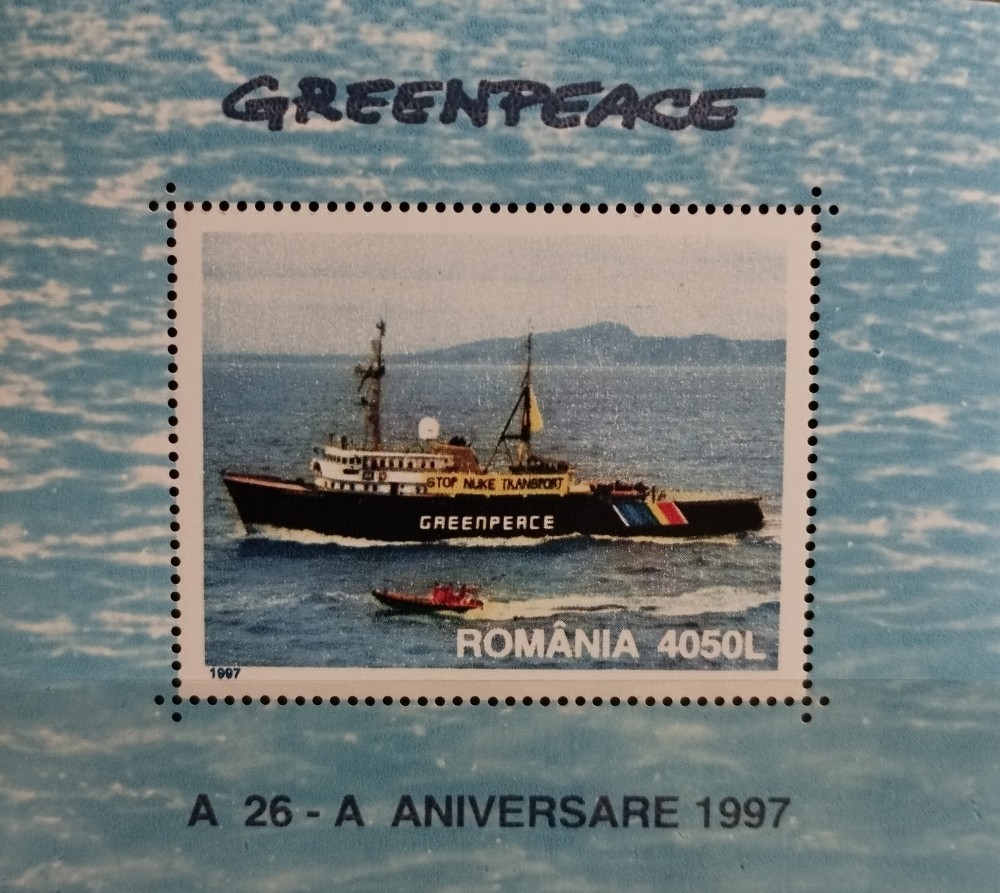 GREENPEACE
STOP NUKE TRANSPORT
GREENPEACE
ROMÂNIA 4050L
1997
A 26 - A ANIVERSARE 1997